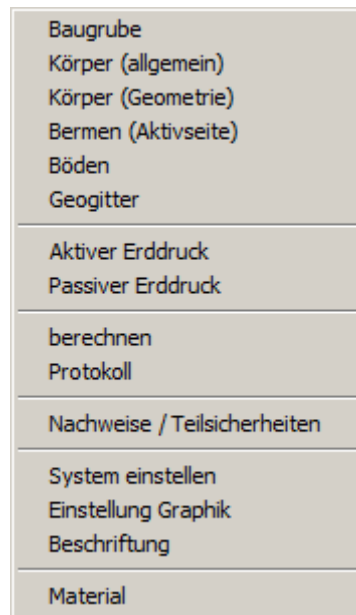 Baugrube
Körper (allgemein)
Körper (Geometrie)
Bermen (Aktivseite)
Böden
Geogitter
Aktiver Erddruck
Passiver Erddruck
berechnen
Protokoll
Nachweise / Teilsicherheiten
System einstellen
Einstellung Graphik
Beschriftung
Material